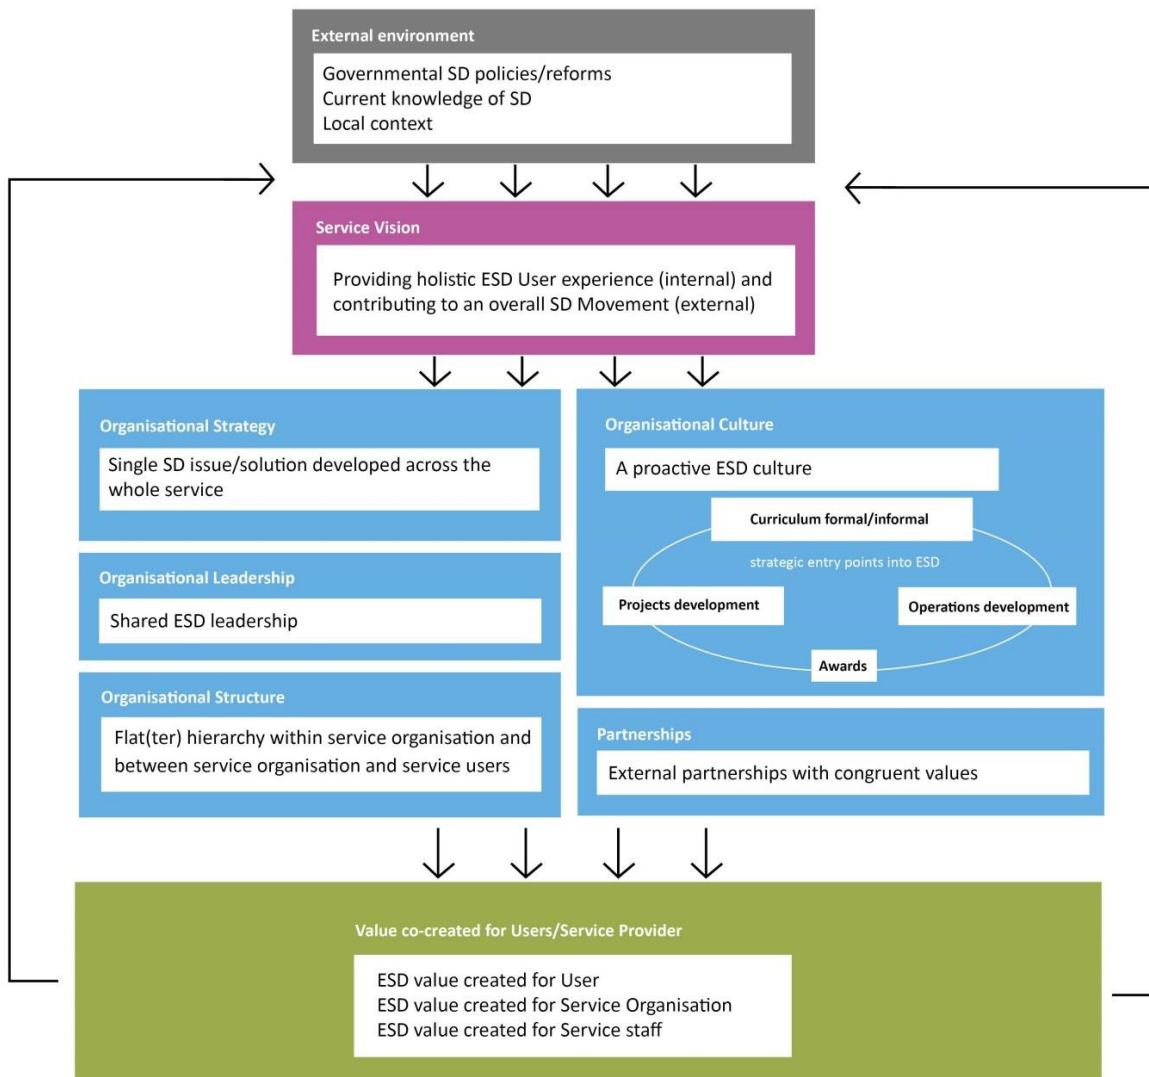 External environment
Governmental SD policies/reforms
Current knowledge of SD
Local context
Service Vision
Providing holistic ESD User experience (internal) and
contributing to an overall SD Movement (external)
Organisational Strategy
Single SD issue/solution developed across the
whole service
Organisational Leadership
Shared ESD leadership
Organisational Structure
Flat(ter) hierarchy within service organisation and
between service organisation and service users
Organisational Culture
A proactive ESD culture
Curriculum formal/informal
strategic entry points into ESD
Projects development
Operations development
Awards
Partnerships
External partnerships with congruent values
Value co-created for Users/Service Provider
ESD value created for User
ESD value created for Service Organisation
ESD value created for Service staff